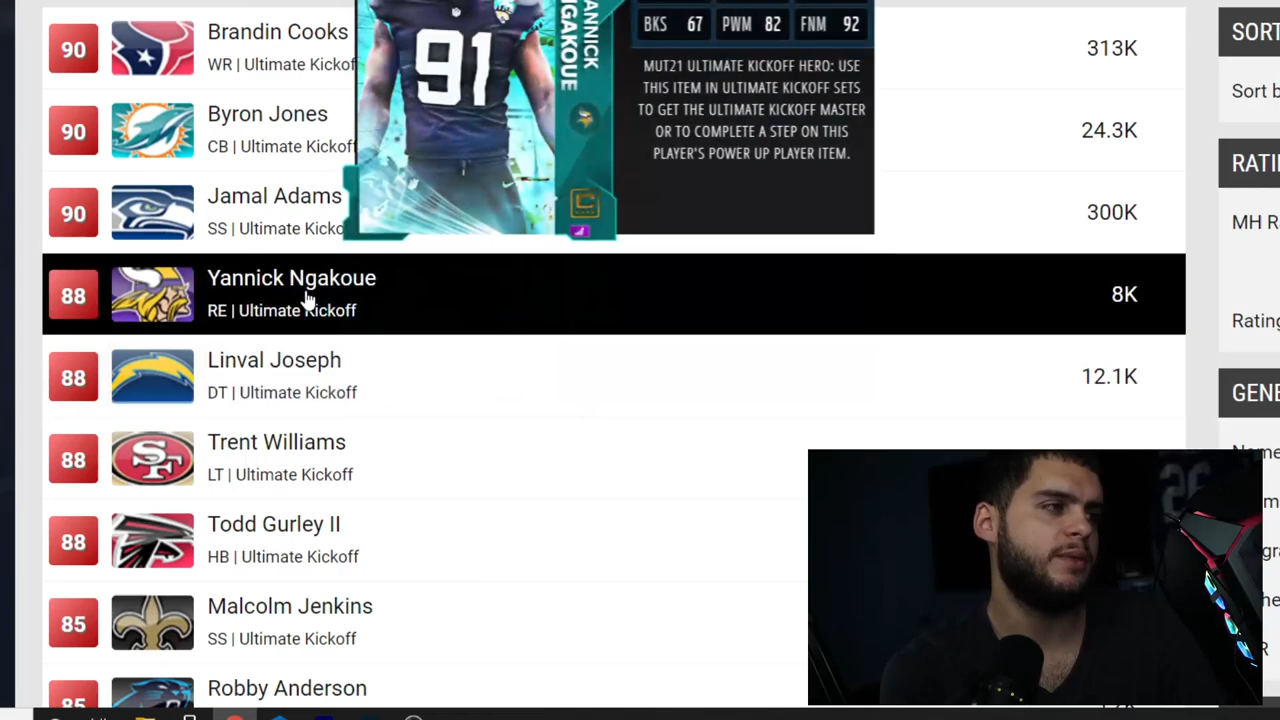 90
Brandin Cooks
WR | Ultimate Kickoff
313K
90
Byron Jones
CB | Ultimate Kickoff
24.3K
90
Jamal Adams
SS | Ultimate Kickoff
300K
91
YANNICK
NGAKOUE
BKS 67 PWM 82 FNM 92
MUT21 ULTIMATE KICKOFF HERO: USE
THIS ITEM IN ULTIMATE KICKOFF SETS
TO GET THE ULTIMATE KICKOFF MASTER
OR TO COMPLETE A STEP ON THIS
PLAYER'S POWER UP PLAYER ITEM.
88
Yannick Ngakoue
RE | Ultimate Kickoff
8K
88
Linval Joseph
DT | Ultimate Kickoff
12.1K
88
Trent Williams
LT | Ultimate Kickoff
88
Todd Gurley II
HB | Ultimate Kickoff
85
Malcolm Jenkins
SS | Ultimate Kickoff
85
Robby Anderson
SORT
Sort b
RATI
MH R
Rating
GENE
26